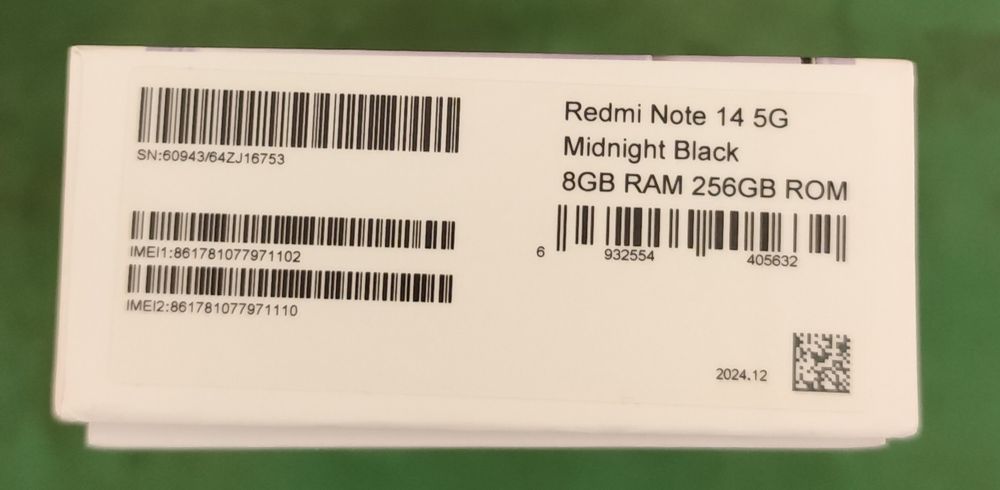 SN:60943/64ZJ16753
IMEI1:861781077971102
IMEI2:861781077971110
Redmi Note 14 5G
Midnight Black
8GB RAM 256GB ROM
6 932554 405632
2024.12